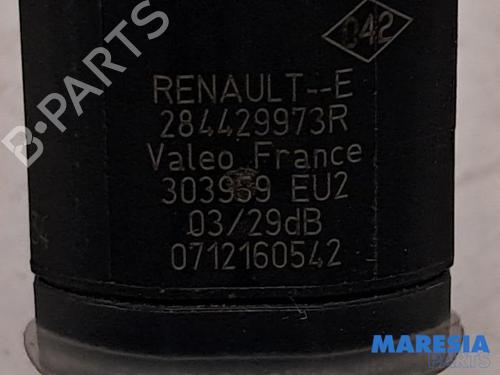 042
RENAULT--E
284429973R
Valeo France
303959 EU2
03/29dB
0712160542
B-PARTS
MARESIA
PARTS